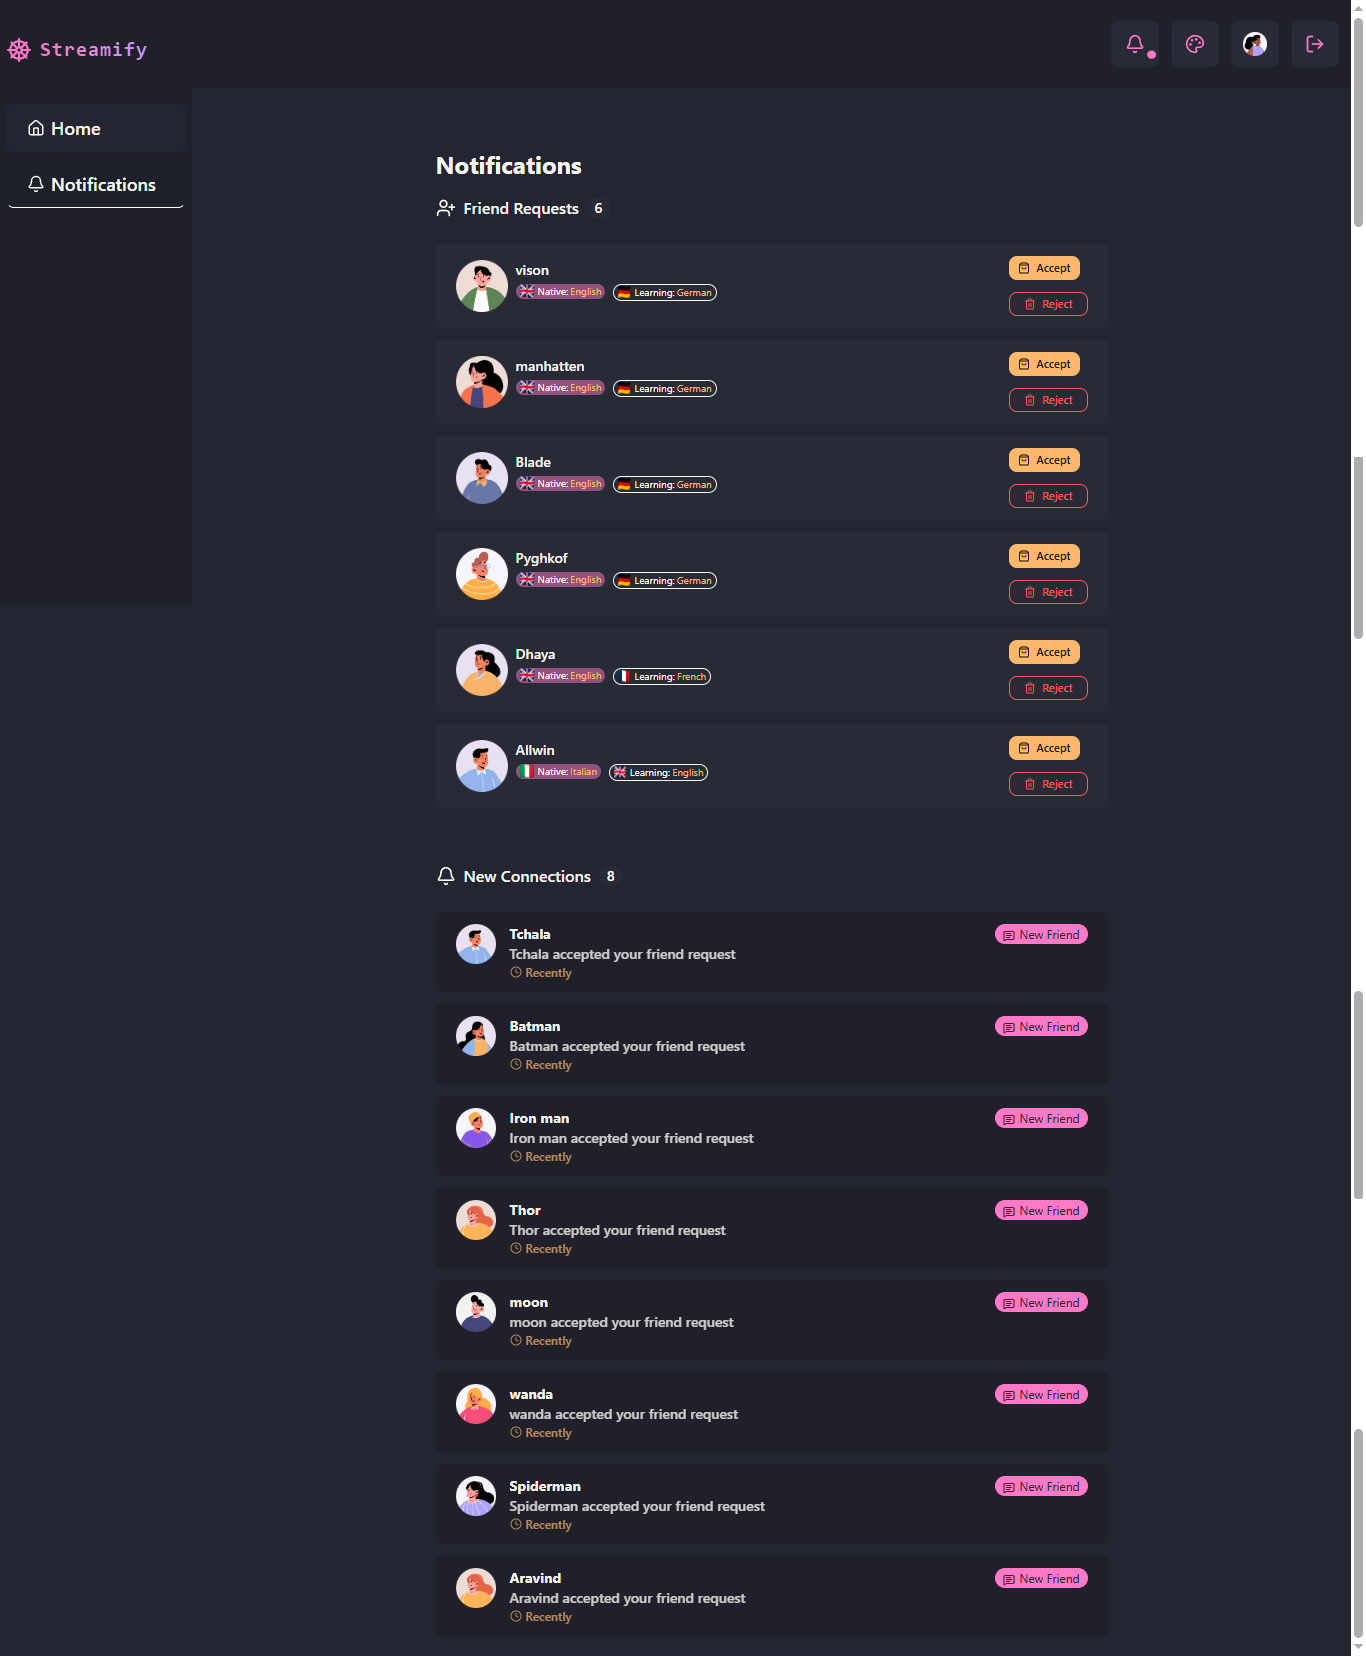 Streamify
Home
Notifications
Notifications
Friend Requests 6
vison
Native: English Learning: German
Accept
Reject
manhatten
Native: English Learning: German
Accept
Reject
Blade
Native: English Learning: German
Accept
Reject
Pyghkof
Native: English Learning: German
Accept
Reject
Dhaya
Native: English Learning: French
Accept
Reject
Allwin
Native: Italian Learning: English
Accept
Reject
New Connections 8
Tchala
Tchala accepted your friend request
Recently
New Friend
Batman
Batman accepted your friend request
Recently
New Friend
Iron man
Iron man accepted your friend request
Recently
New Friend
Thor
Thor accepted your friend request
Recently
New Friend
moon
moon accepted your friend request
Recently
New Friend
wanda
wanda accepted your friend request
Recently
New Friend
Spiderman
Spiderman accepted your friend request
Recently
New Friend
Aravind
Aravind accepted your friend request
Recently
New Friend